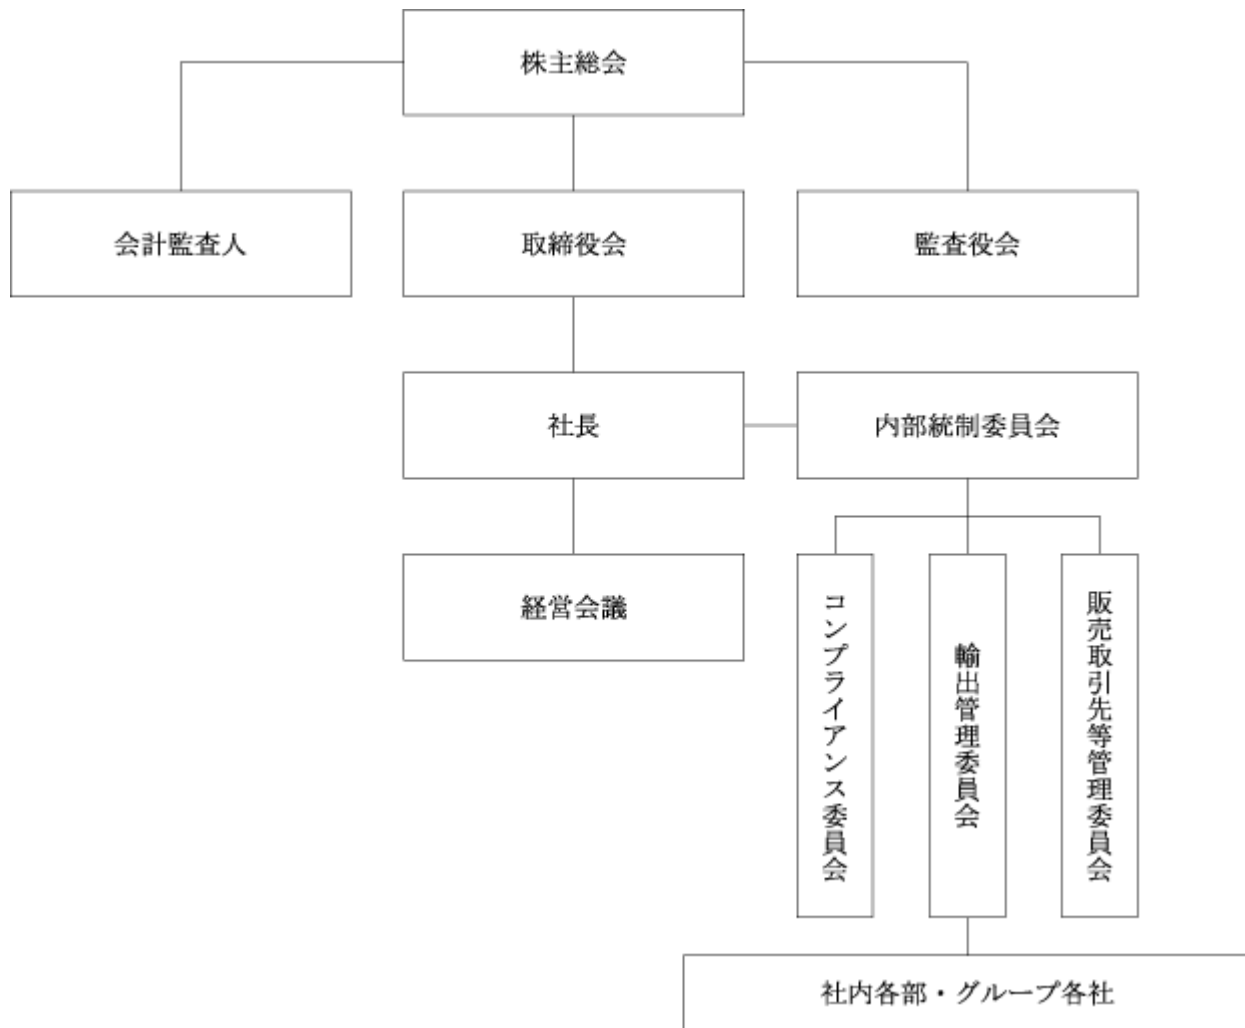 株主総会
会計監査人
取締役会
監査役会
社長
内部統制委員会
経営会議
コンプライアンス委員会
輸出管理委員会
販売取引先等管理委員会
社内各部・グループ各社